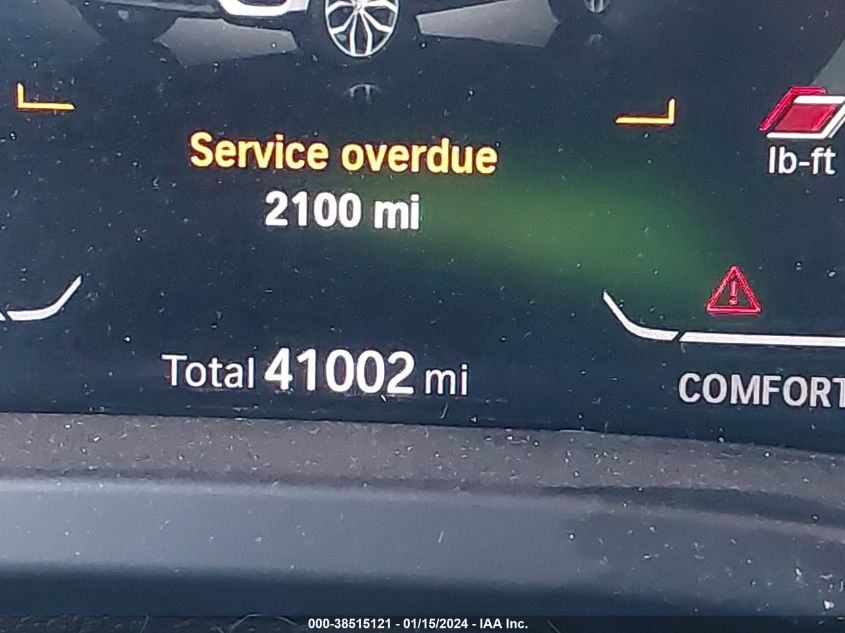 Service overdue
2100 mi
lb-ft
Total 41002 mi
COMFORT
000-38515121 - 01/15/2024 - IAA Inc.